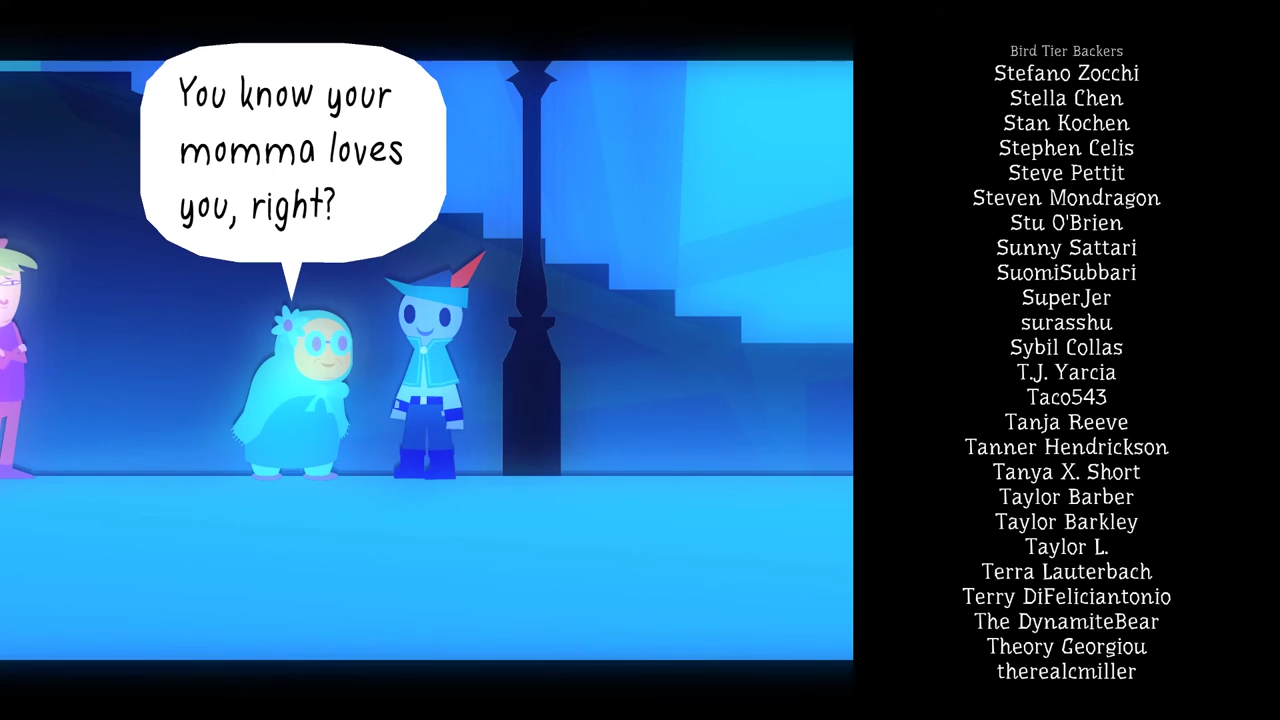 You know your
momma loves
you, right?
Bird Tier Backers
Stefano Zocchi
Stella Chen
Stan Kochen
Stephen Celis
Steve Pettit
Steven Mondragon
Stu O'Brien
Sunny Sattari
SuomiSubbari
SuperJer
surasshu
Sybil Collas
T.J. Yarcia
Taco543
Tanja Reeve
Tanner Hendrickson
Tanya X. Short
Taylor Barber
Taylor Barkley
Taylor L.
Terra Lauterbach
Terry DiFeliciantonio
The DynamiteBear
Theory Georgiou
therealcmiller